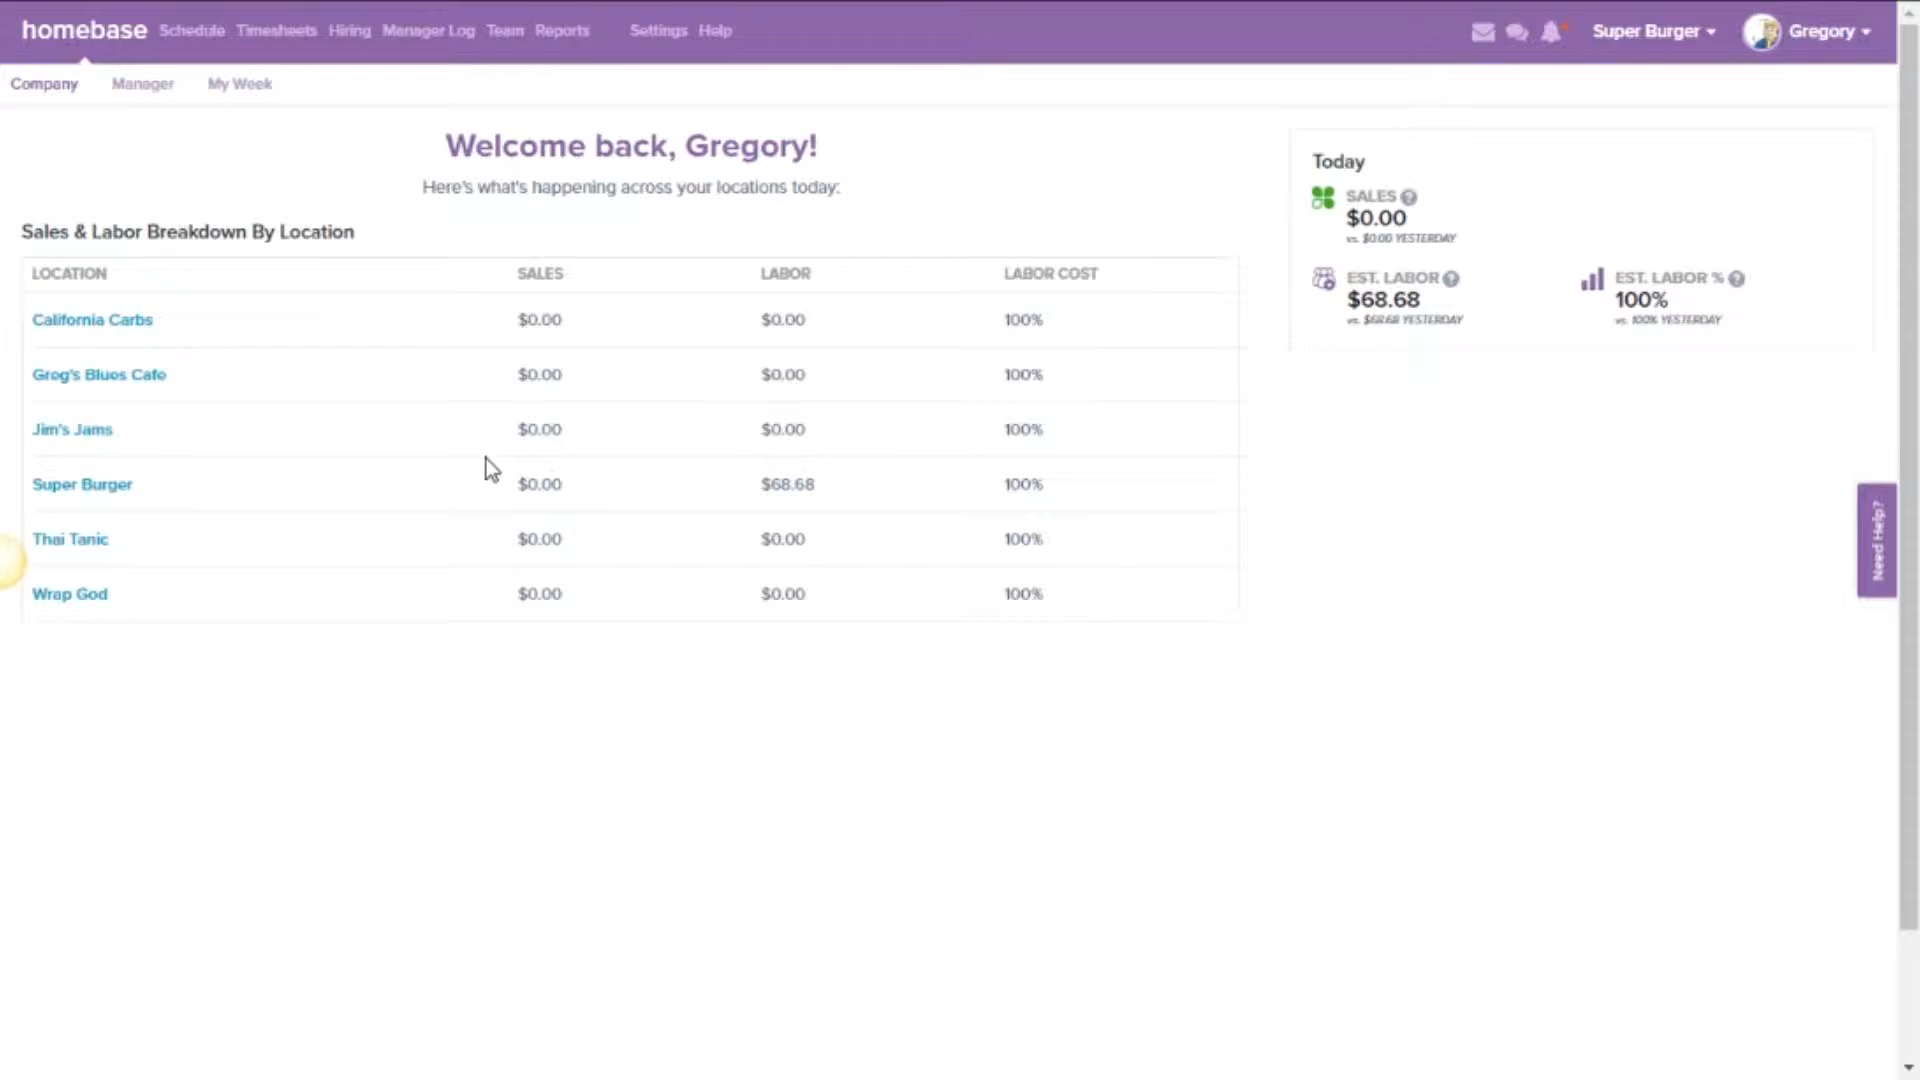 homebase Schedule Timesheets Hiring Manager Log Team Reports Settings Help Super Burger Gregory
Company Manager My Week
Welcome back, Gregory!
Here's what's happening across your locations today:
Sales & Labor Breakdown By Location
LOCATION SALES LABOR LABOR COST
California Carbs $0.00 $0.00 100%
Greg's Blues Cafe $0.00 $0.00 100%
Jim's Jams $0.00 $0.00 100%
Super Burger $0.00 $68.68 100%
Thai Tanic $0.00 $0.00 100%
Wrap God $0.00 $0.00 100%
Today
SALES ?
$0.00
vs. $0.00 YESTERDAY
EST. LABOR ? EST. LABOR % ?
$68.68 100%
vs. $68.68 YESTERDAY vs. 100% YESTERDAY
Need Help?